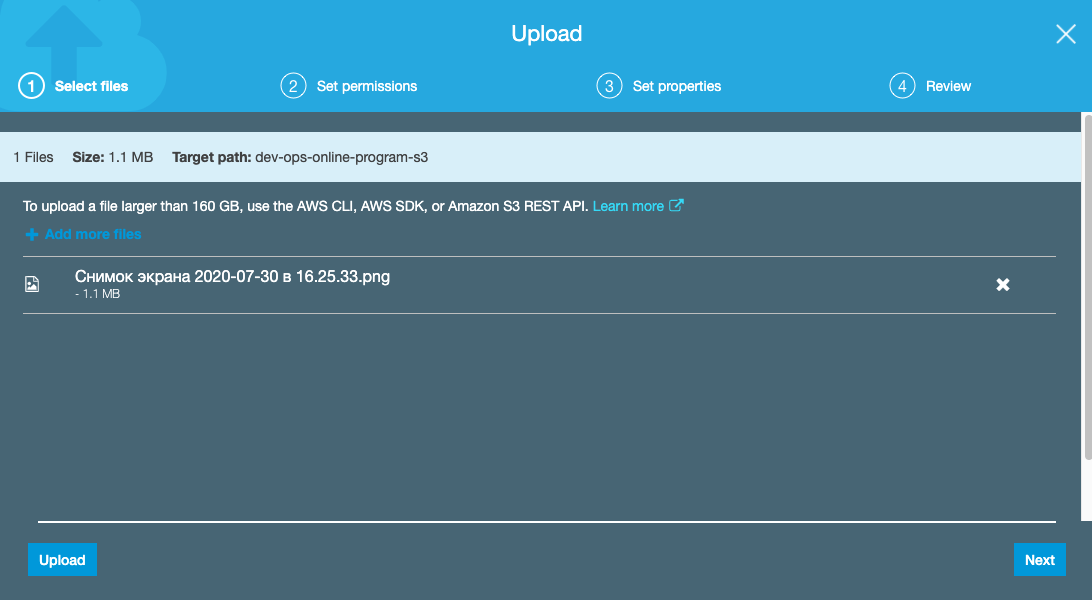 Upload
1 Select files 2 Set permissions 3 Set properties 4 Review
1 Files Size: 1.1 MB Target path: dev-ops-online-program-s3
To upload a file larger than 160 GB, use the AWS CLI, AWS SDK, or Amazon S3 REST API. Learn more
+ Add more files
Снимок экрана 2020-07-30 в 16.25.33.png
- 1.1 MB
Upload Next